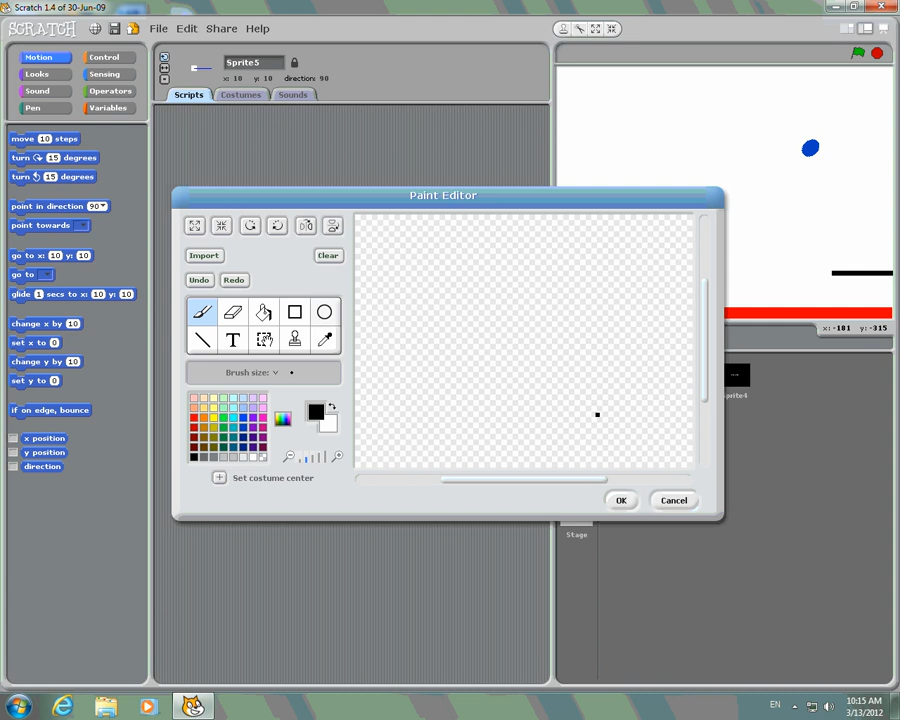 Scratch 1.4 of 30-Jun-09
SCRATCH File Edit Share Help
Motion Control
Looks Sensing
Sound Operators
Pen Variables
Sprite5
x: 10 y: 10 direction: 90
Scripts Costumes Sounds
move 10 steps
turn 15 degrees
turn 15 degrees
point in direction 90
point towards
go to x: 10 y: 10
go to
glide 1 secs to x: 10 y: 10
change x by 10
set x to 0
change y by 10
set y to 0
if on edge, bounce
x position
y position
direction
Paint Editor
Import Clear
Undo Redo
T
Brush size:
Set costume center
OK Cancel
x: -181 y: -315
Stage
EN 10:15 AM
3/13/2012